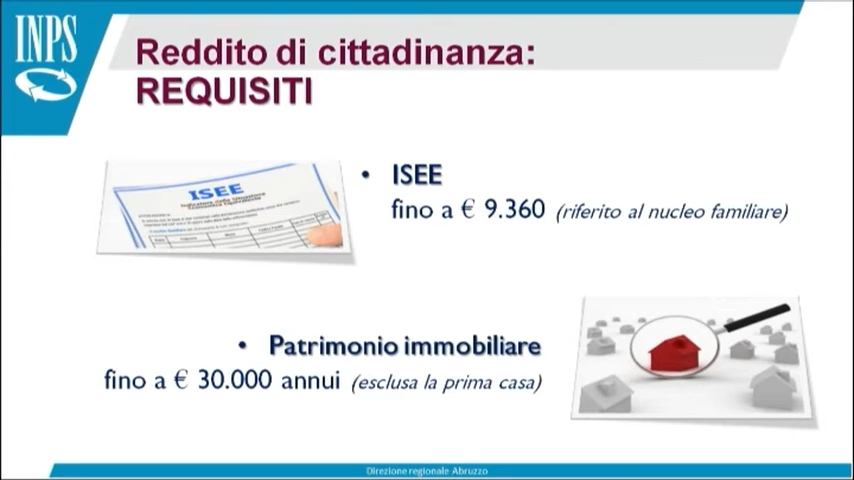 INPS
Reddito di cittadinanza:
REQUISITI
ISEE
• ISEE
fino a € 9.360 (riferito al nucleo familiare)
• Patrimonio immobiliare
fino a € 30.000 annui (esclusa la prima casa)
Direzione regionale Abruzzo